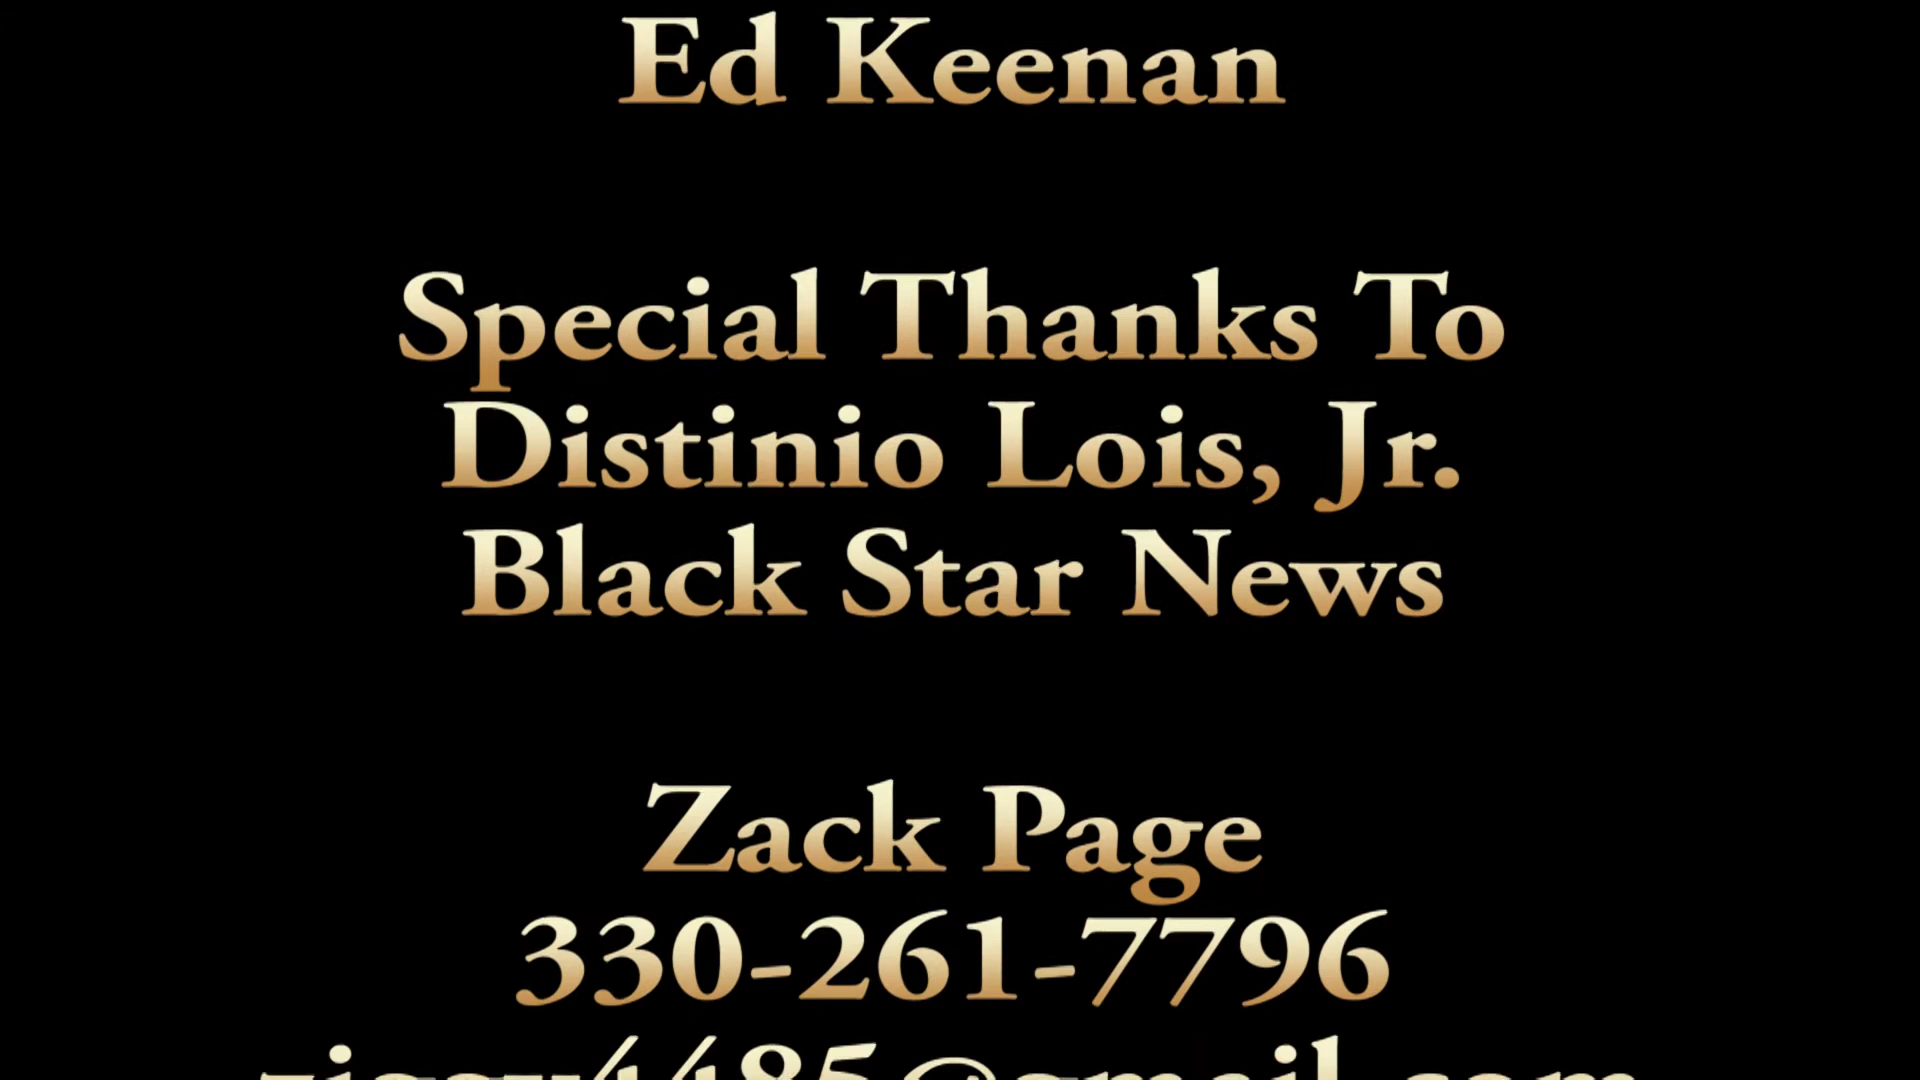 Ed Keenan
Special Thanks To
Distinio Lois, Jr.
Black Star News
Zack Page
330-261-7796